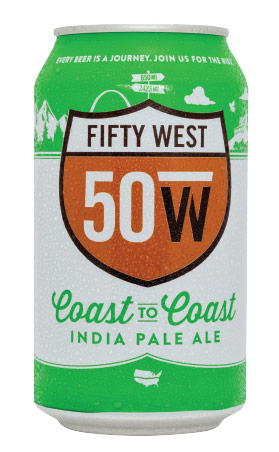 EVERY BEER IS A JOURNEY. JOIN US FOR THE RIDE
FIFTY WEST
50W
Coast TO Coast
INDIA PALE ALE